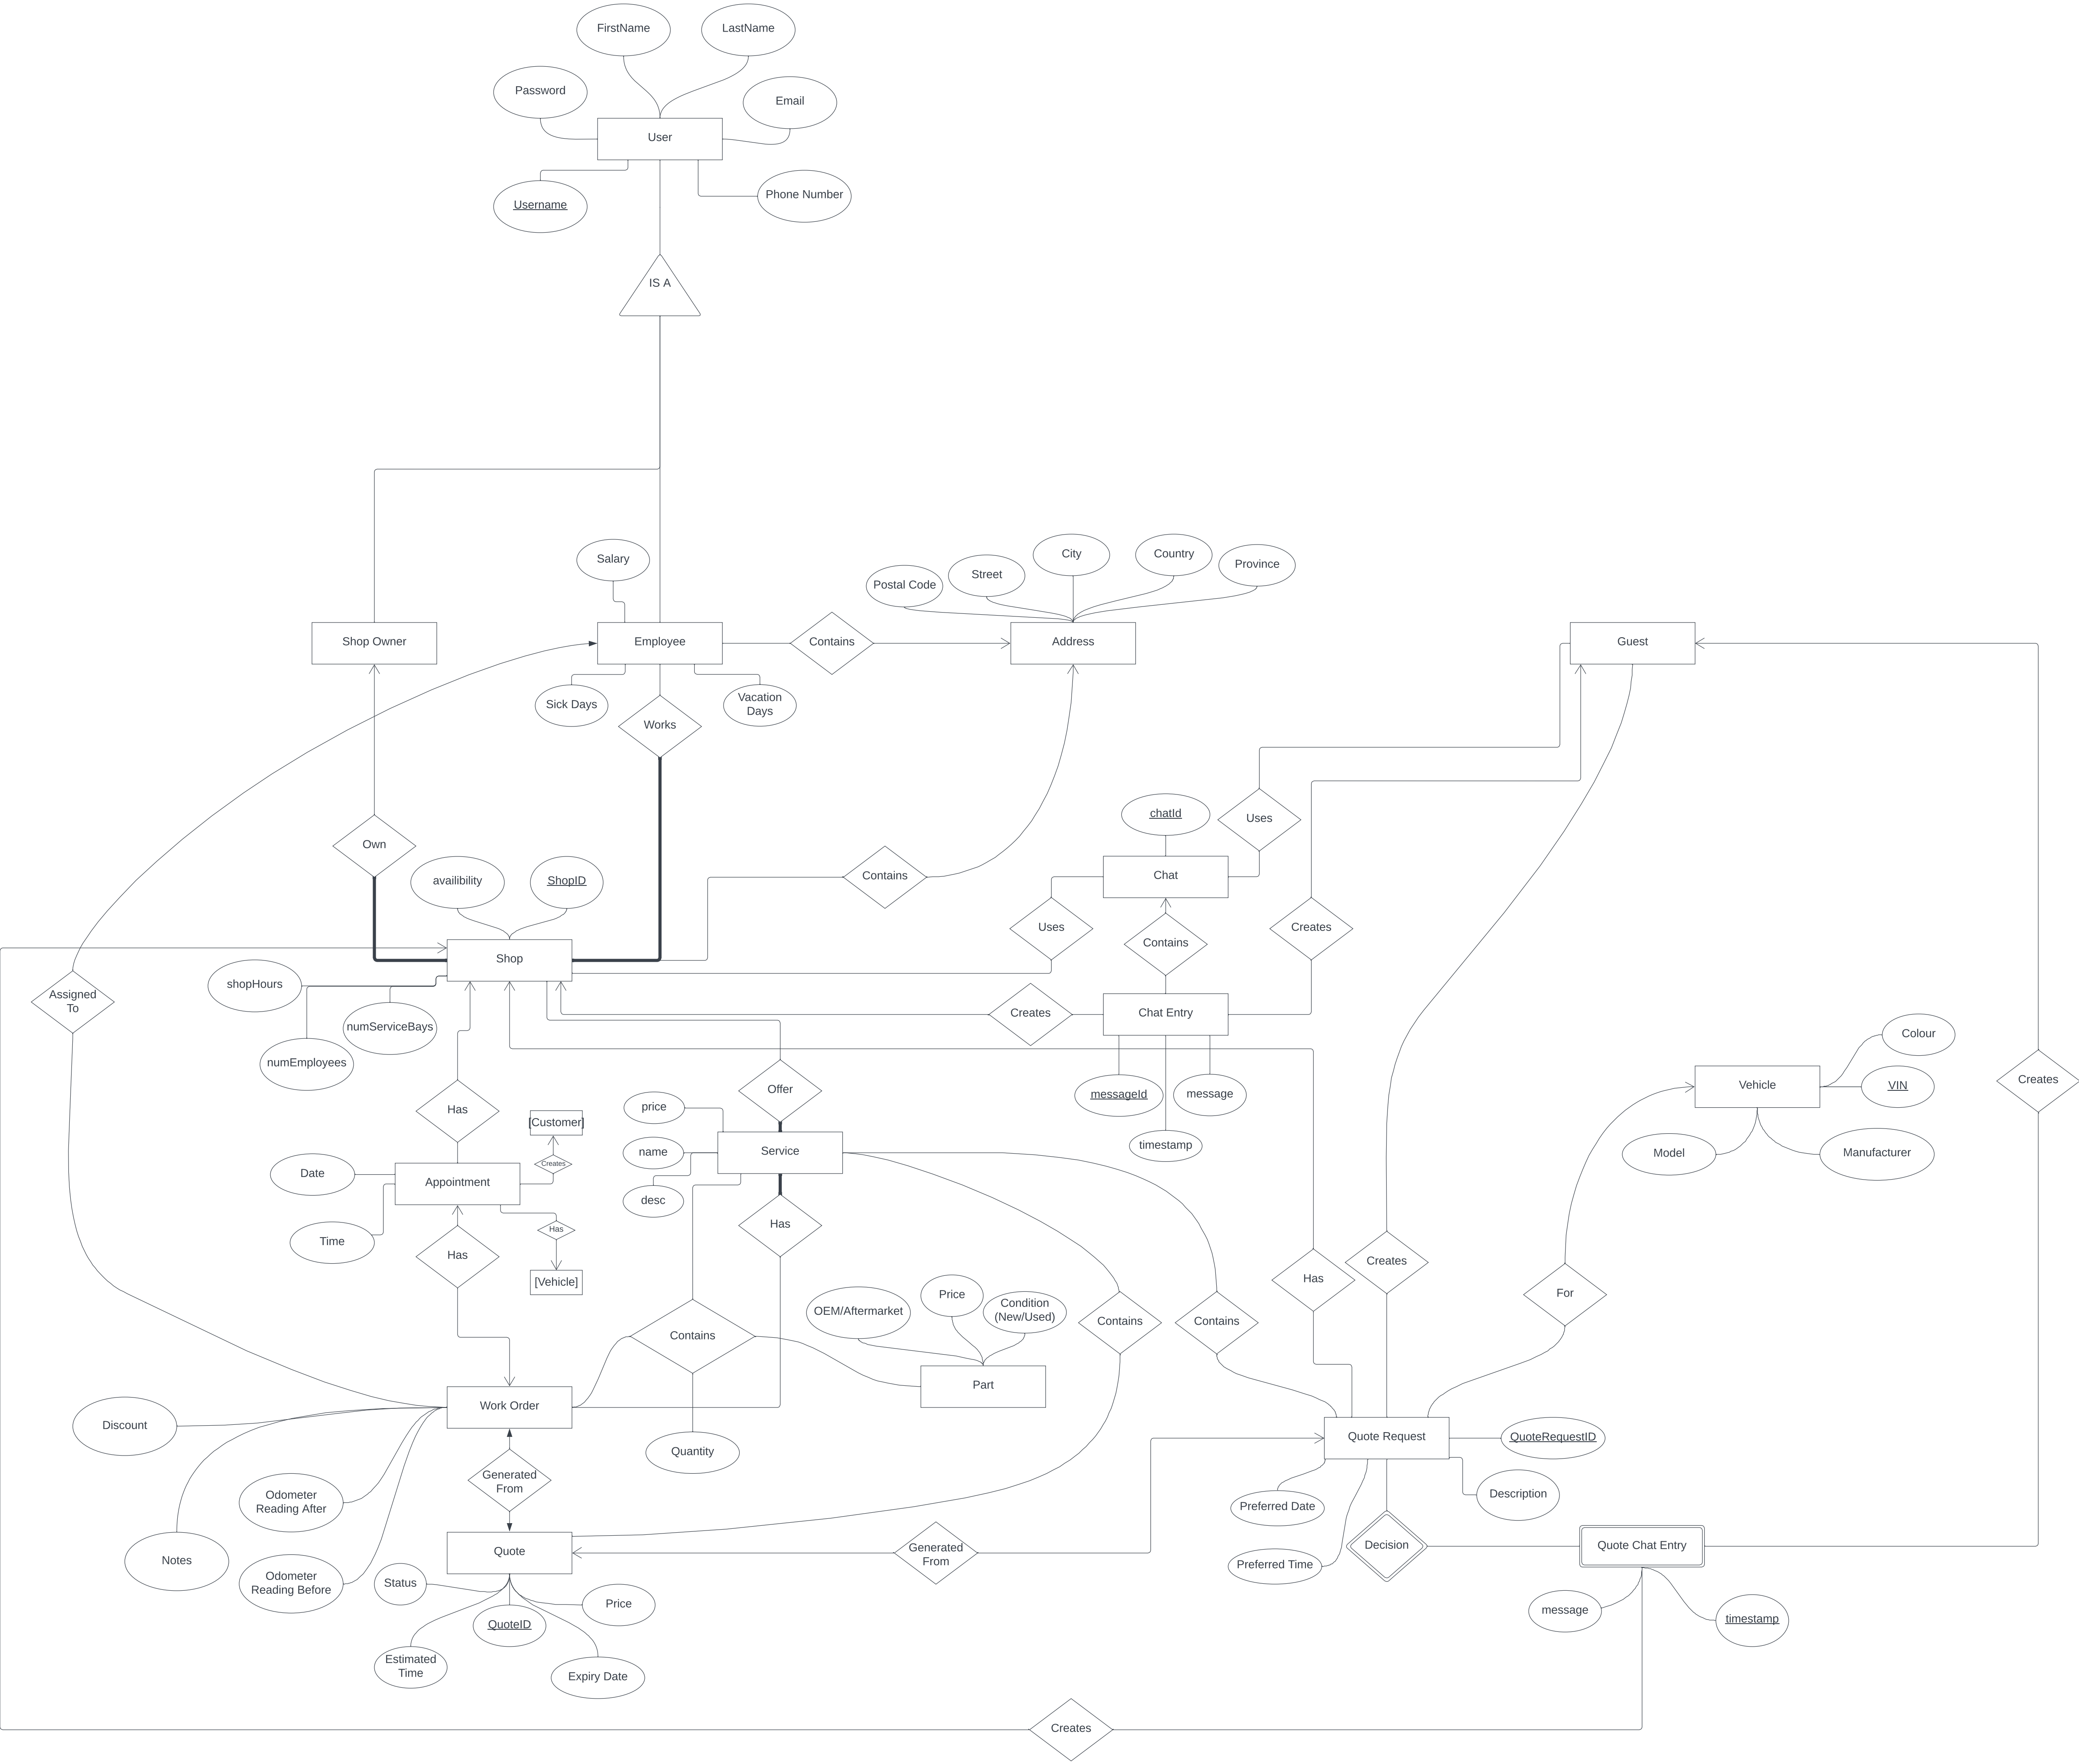 FirstName
LastName
Password
Email
User
Username
Phone Number
IS A
Salary
Postal Code
Street
City
Country
Province
Shop Owner
Employee
Contains
Address
Guest
Sick Days
Vacation
Days
Works
chatId
Uses
Own
availibility
ShopID
Contains
Chat
Uses
Contains
Creates
Shop
shopHours
Assigned
To
numServiceBays
Creates
Chat Entry
numEmployees
Colour
Creates
Vehicle
VIN
Offer
messageId
message
Has
price
[Customer]
timestamp
name
Service
Model
Manufacturer
Date
Creates
Appointment
desc
Time
Has
Has
Has
[Vehicle]
Creates
Has
For
OEM/Aftermarket
Price
Condition
(New/Used)
Contains
Contains
Contains
Part
Discount
Work Order
Quantity
Quote Request
QuoteRequestID
Generated
From
Odometer
Reading After
Preferred Date
Description
Notes
Quote
Generated
From
Decision
Quote Chat Entry
Preferred Time
Odometer
Reading Before
Status
Price
message
timestamp
QuoteID
Estimated
Time
Expiry Date
Creates